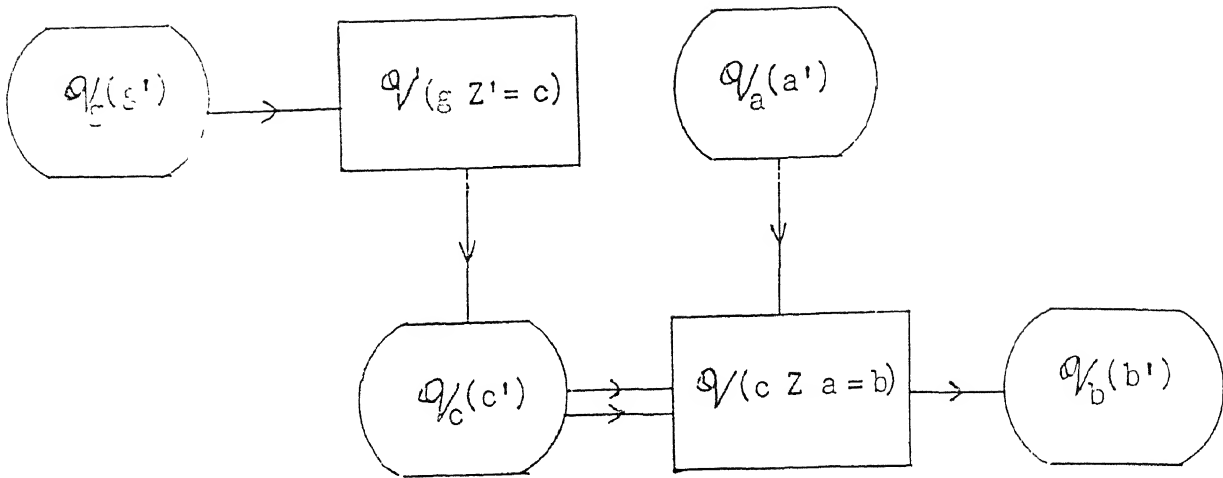 𝒱g(g')
𝒱'(g Z' = c)
𝒱a(a')
𝒱c(c')
𝒱(c Z a = b)
𝒱b(b')